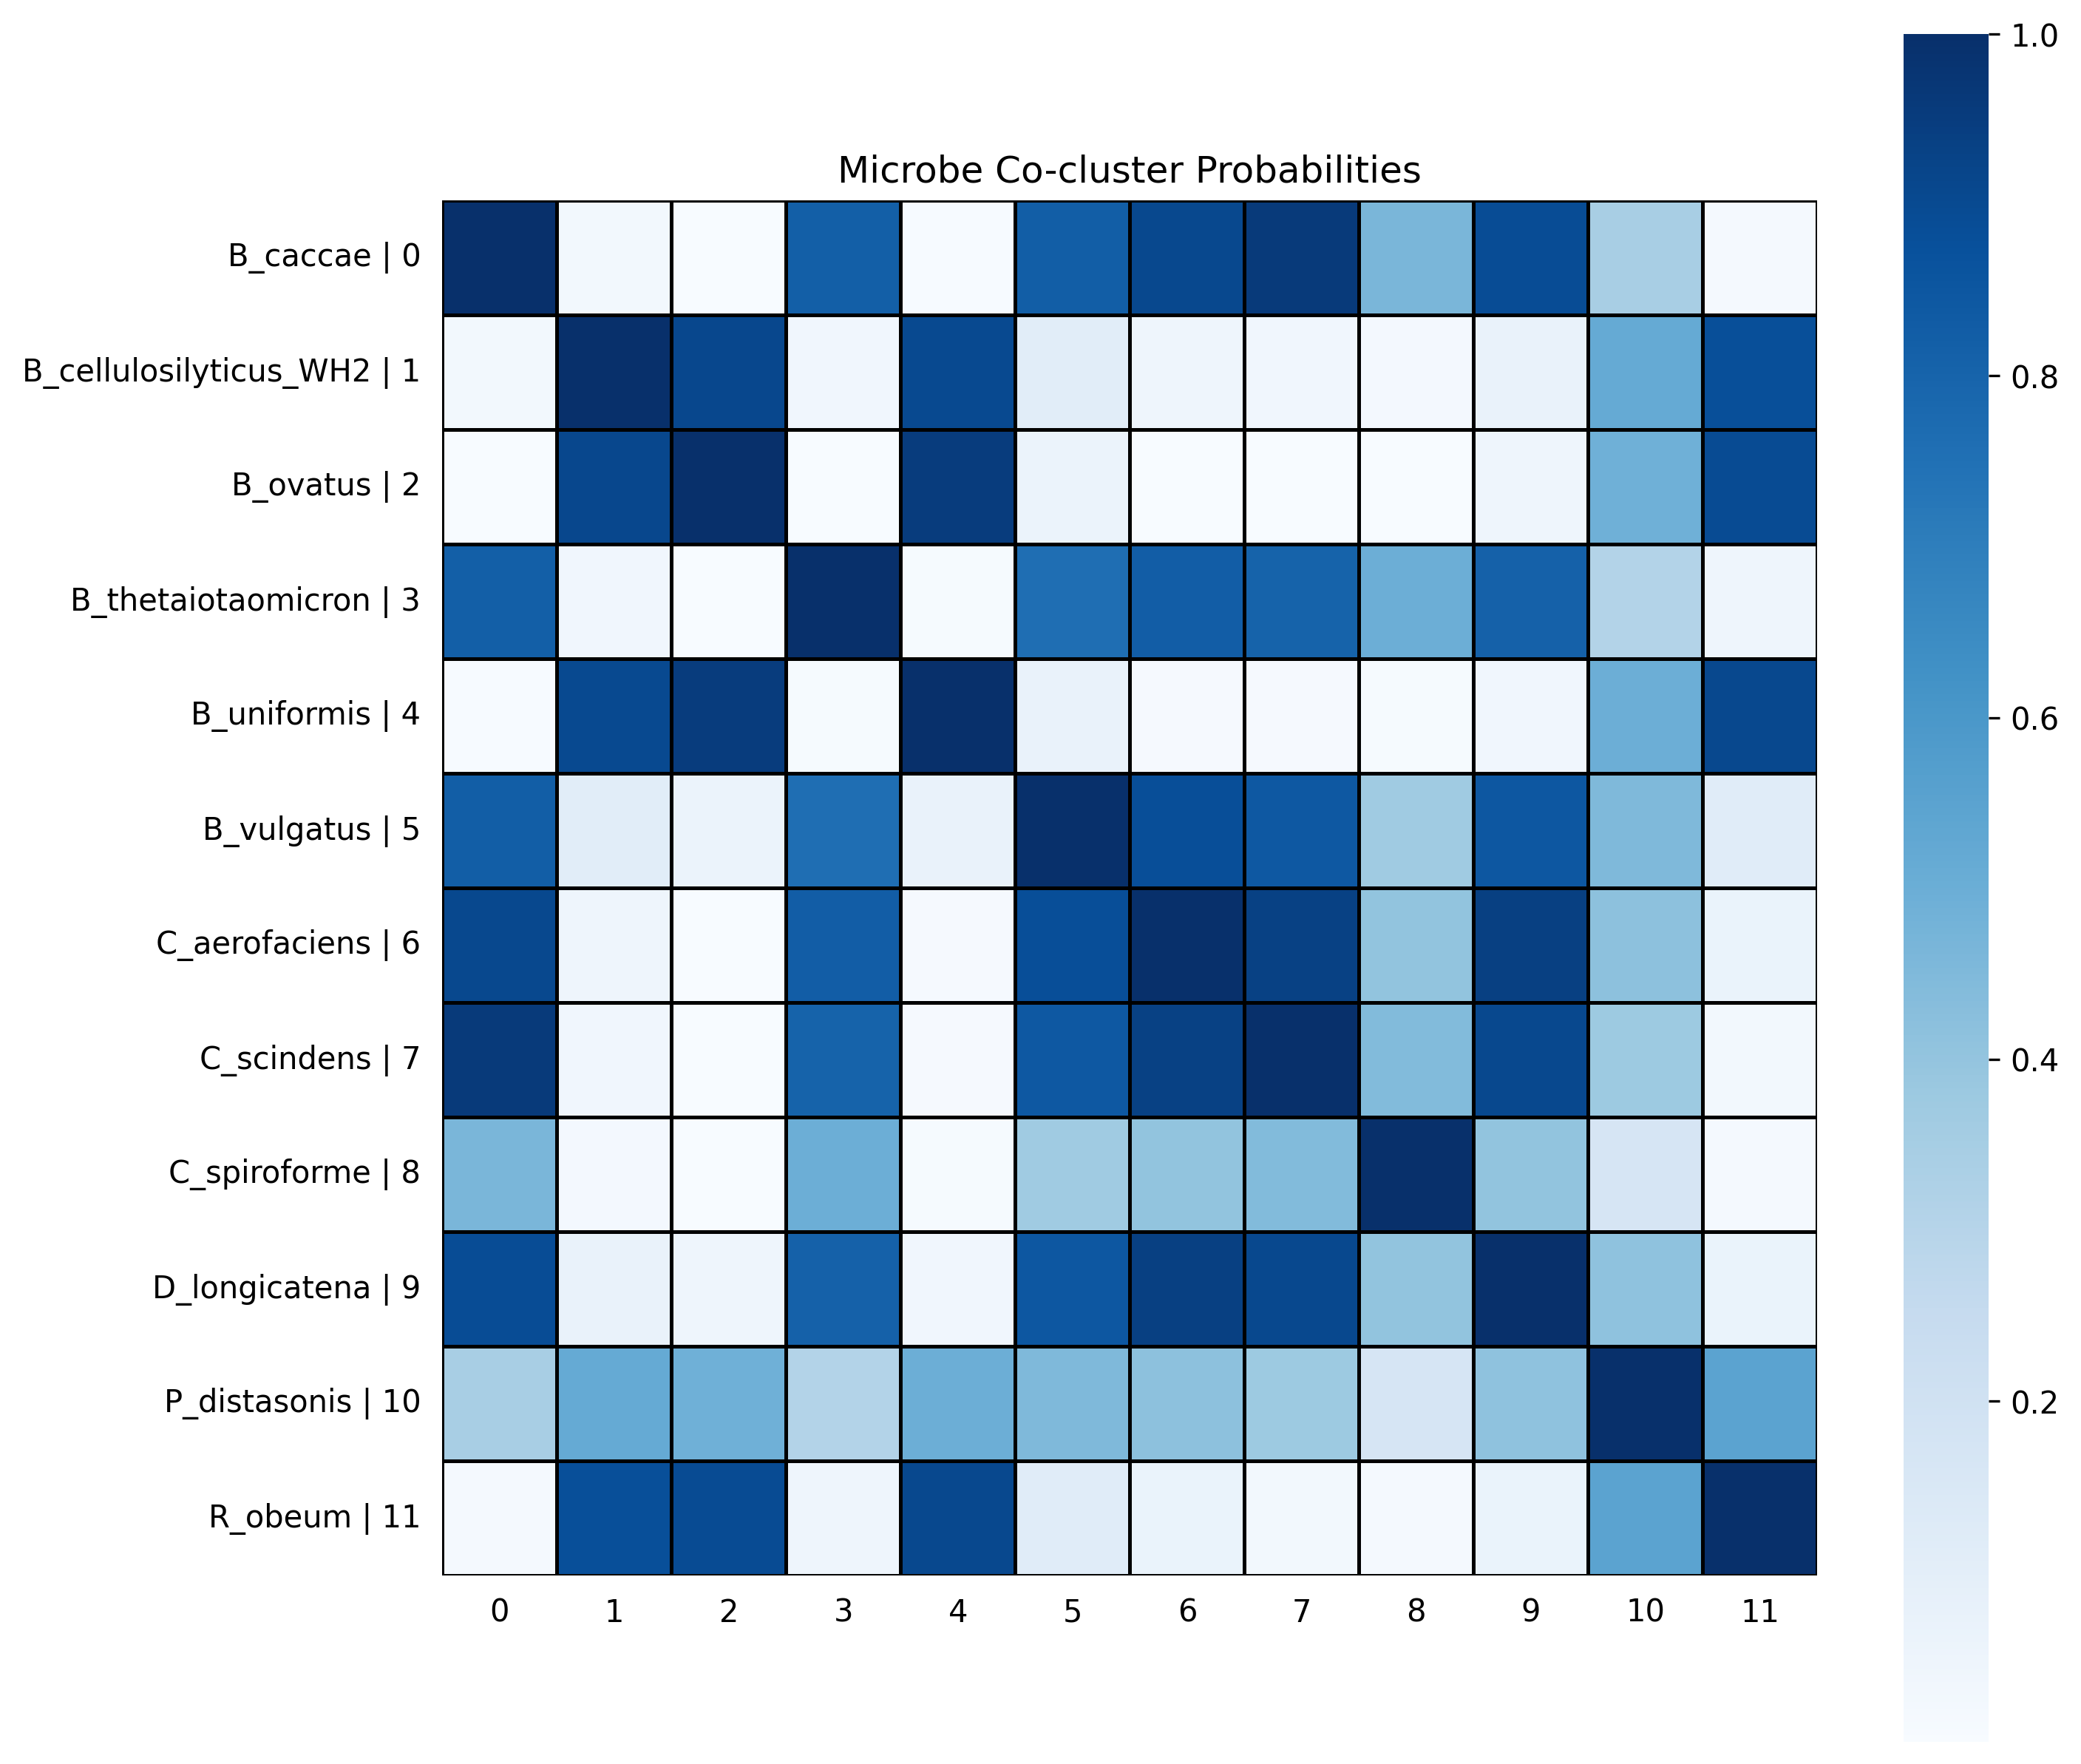 Microbe Co-cluster Probabilities
B_caccae | 0
B_cellulosilyticus_WH2 | 1
B_ovatus | 2
B_thetaiotaomicron | 3
B_uniformis | 4
B_vulgatus | 5
C_aerofaciens | 6
C_scindens | 7
C_spiroforme | 8
D_longicatena | 9
P_distasonis | 10
R_obeum | 11
0 1 2 3 4 5 6 7 8 9 10 11
1.0
0.8
0.6
0.4
0.2